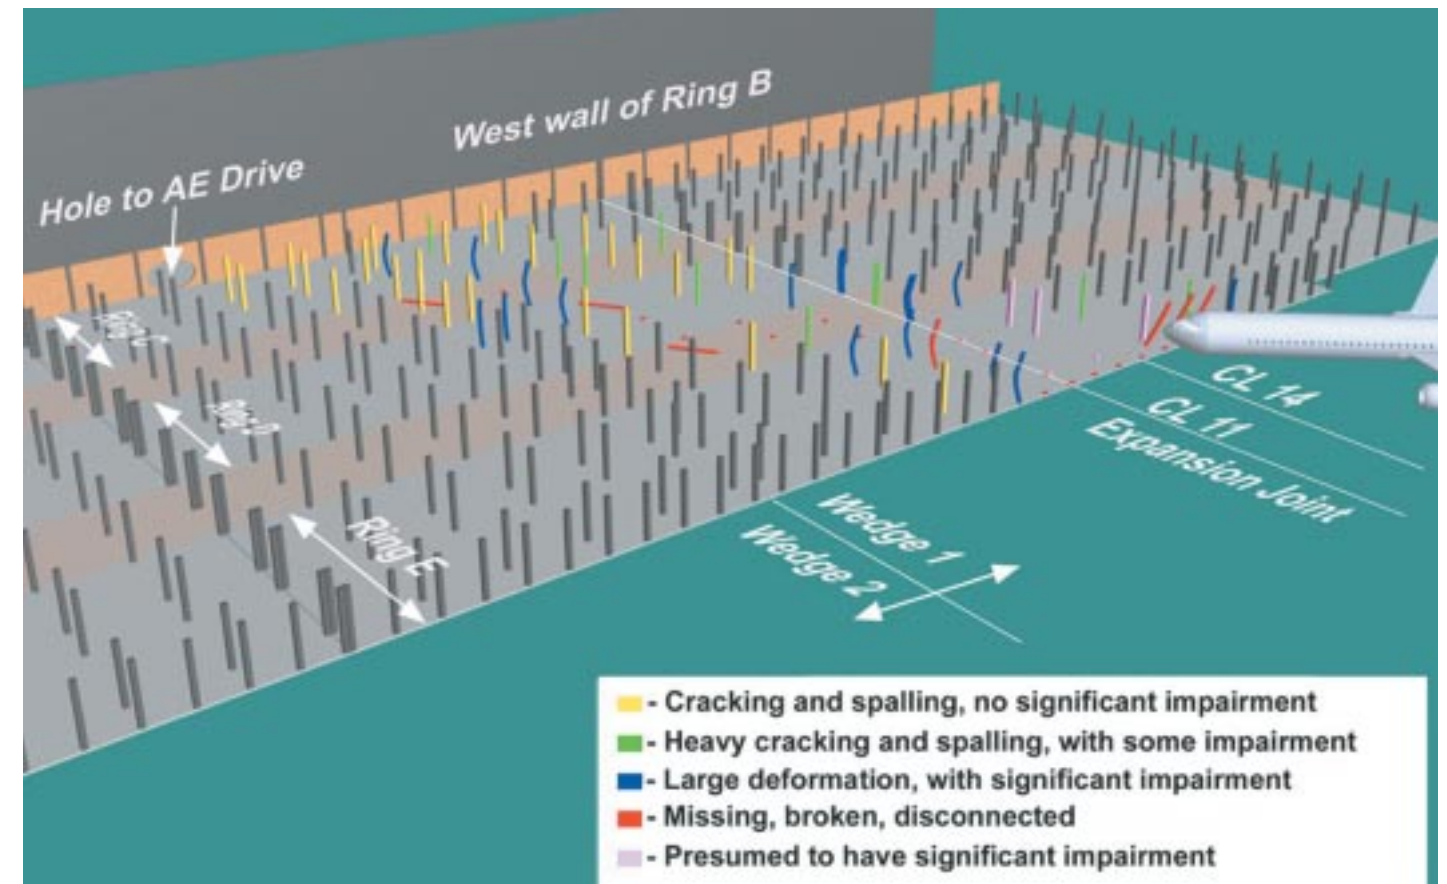 West wall of Ring B
Hole to AE Drive
Ring C
Ring D
Ring E
CL 14
CL 11
Expansion Joint
Wedge 1
Wedge 2
- Cracking and spalling, no significant impairment
- Heavy cracking and spalling, with some impairment
- Large deformation, with significant impairment
- Missing, broken, disconnected
- Presumed to have significant impairment